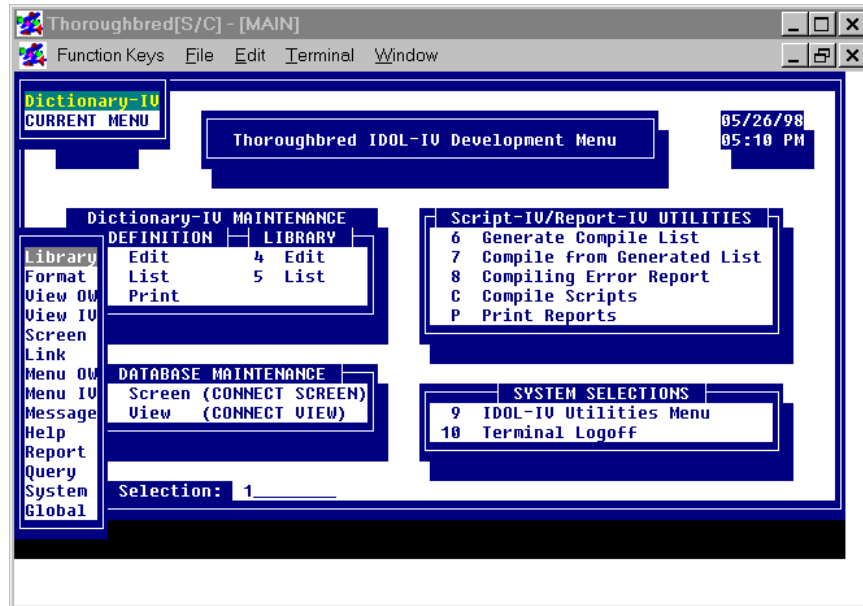 Thoroughbred[S/C] - [MAIN]
Function Keys File Edit Terminal Window
Dictionary-IV
CURRENT MENU
Thoroughbred IDOL-IV Development Menu
05/26/98
05:10 PM
Dictionary-IV MAINTENANCE
DEFINITION LIBRARY
Edit 4 Edit
List 5 List
Print
Library
Format
View OW
View IV
Screen
Link
Menu OW
Menu IV
Message
Help
Report
Query
System
Global
DATABASE MAINTENANCE
Screen (CONNECT SCREEN)
View (CONNECT VIEW)
Selection: 1
Script-IV/Report-IV UTILITIES
6 Generate Compile List
7 Compile from Generated List
8 Compiling Error Report
C Compile Scripts
P Print Reports
SYSTEM SELECTIONS
9 IDOL-IV Utilities Menu
10 Terminal Logoff